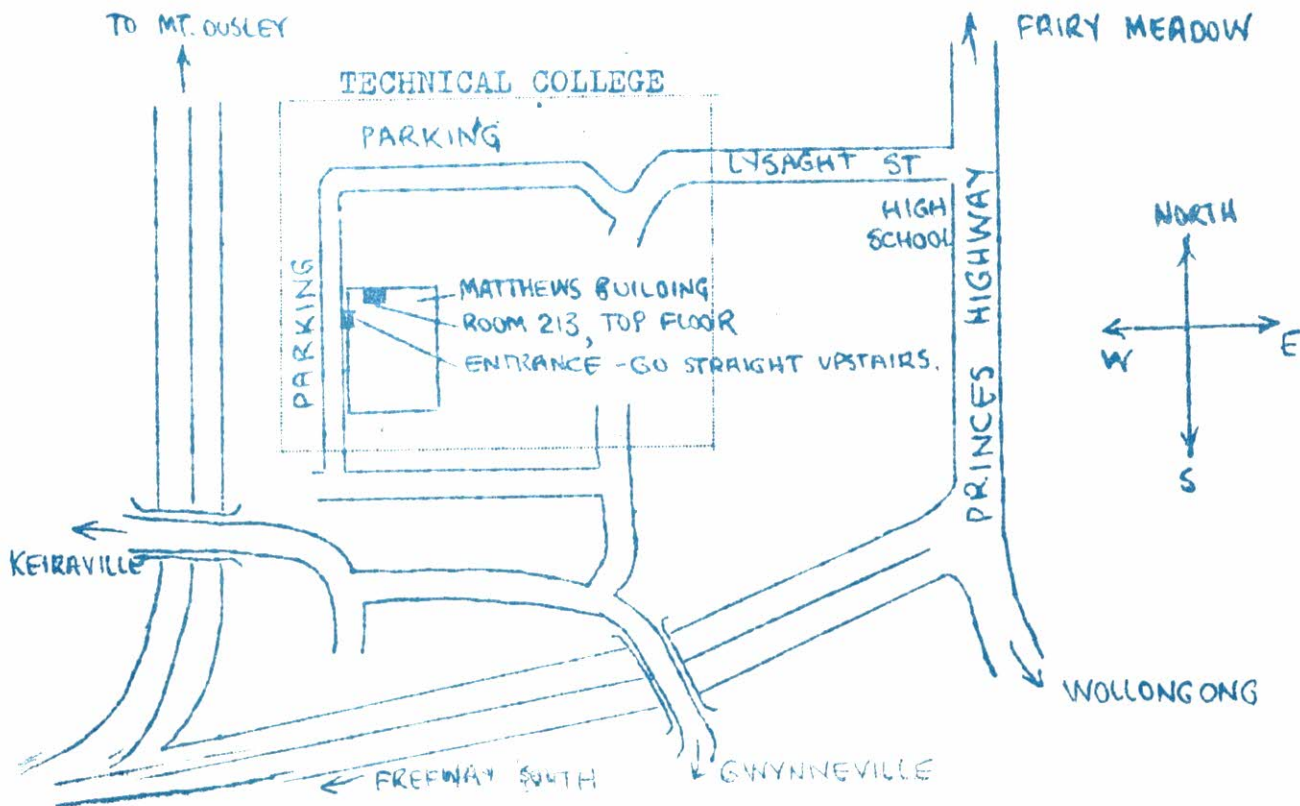 TO MT. OUSLEY
FAIRY MEADOW
TECHNICAL COLLEGE
PARKING
LYSAGHT ST
HIGH
SCHOOL
NORTH
W
E
S
PARKING
MATTHEWS BUILDING
ROOM 213, TOP FLOOR
ENTRANCE - GO STRAIGHT UPSTAIRS.
PRINCES HIGHWAY
KEIRAVILLE
WOLLONGONG
FREEWAY SOUTH
GWYNNEVILLE